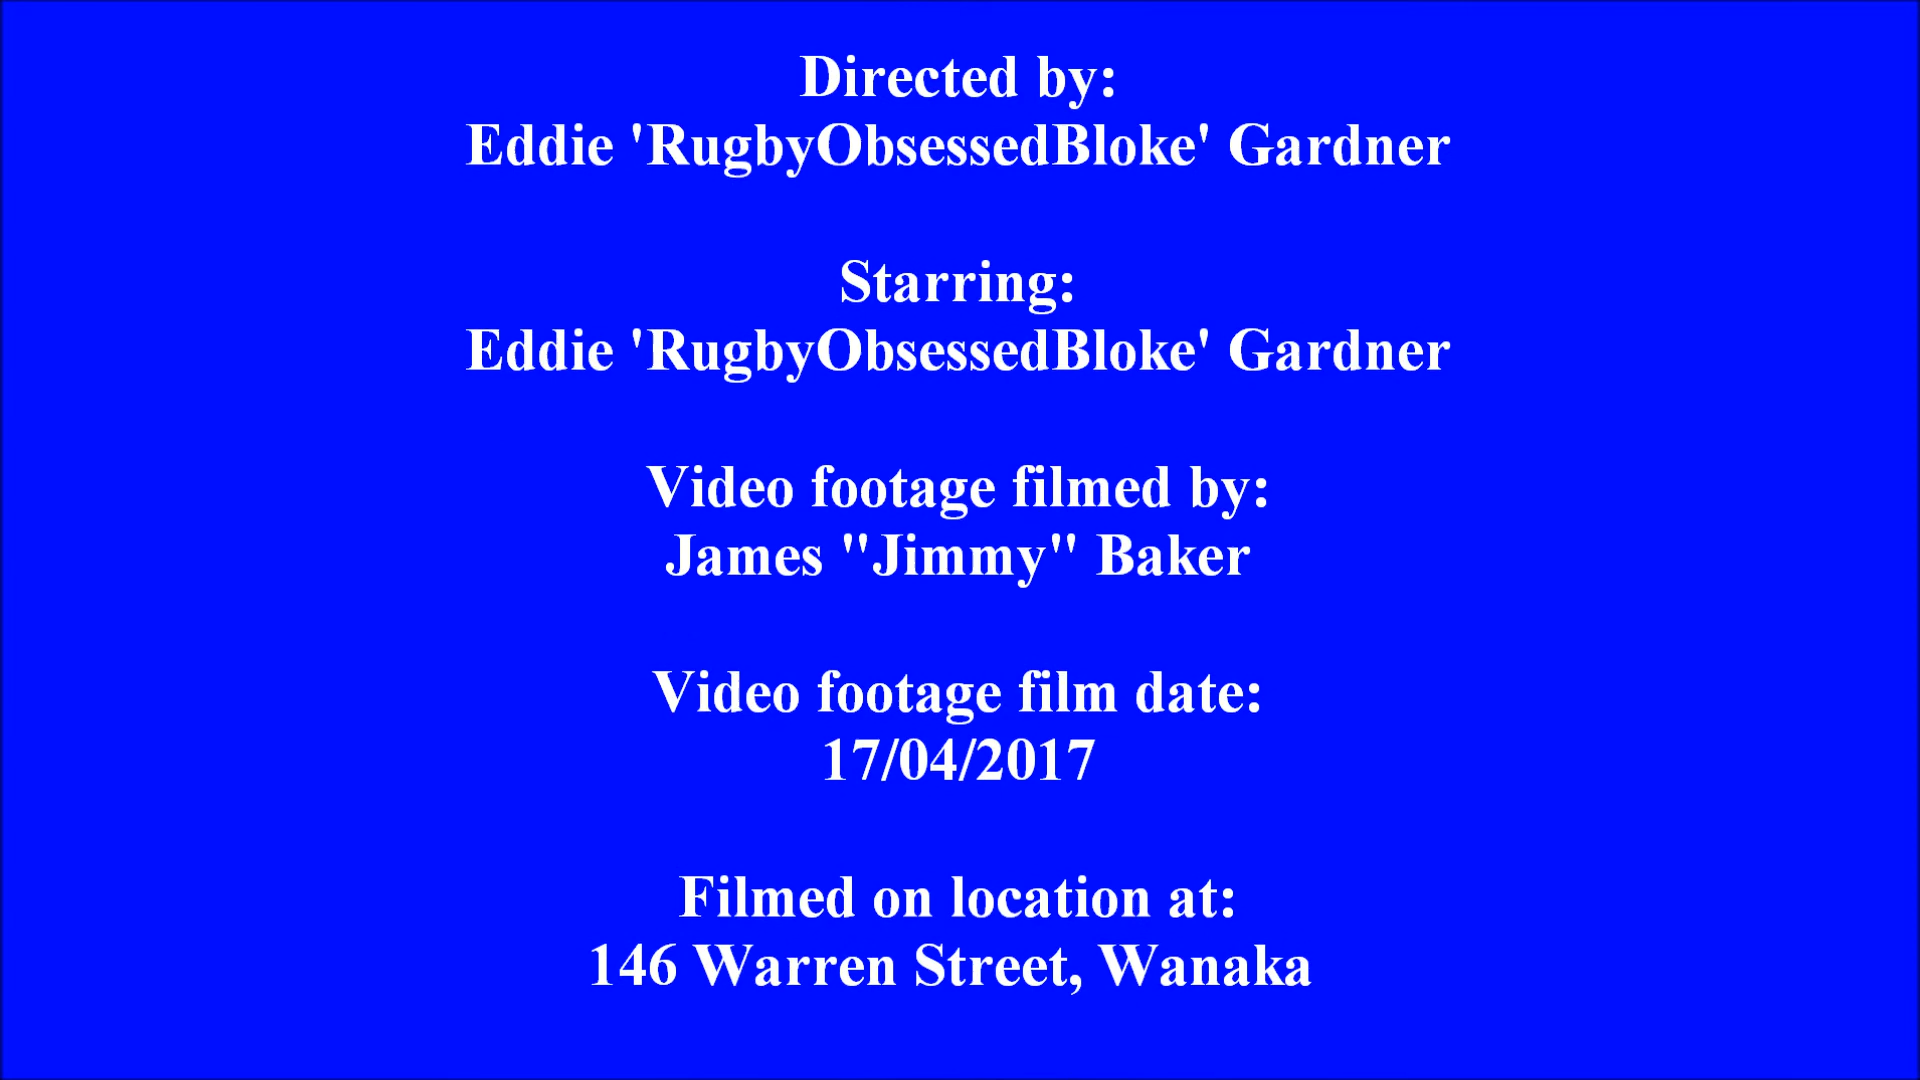 Directed by:
Eddie 'RugbyObsessedBloke' Gardner
Starring:
Eddie 'RugbyObsessedBloke' Gardner
Video footage filmed by:
James "Jimmy" Baker
Video footage film date:
17/04/2017
Filmed on location at:
146 Warren Street, Wanaka